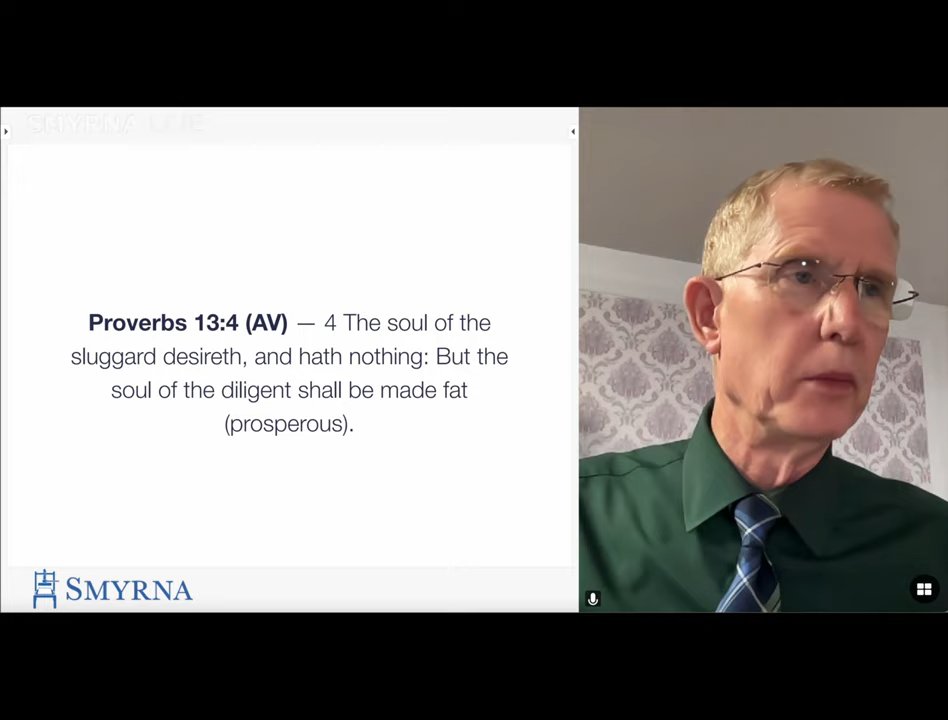 SMYRNA
Proverbs 13:4 (AV) — 4 The soul of the
sluggard desireth, and hath nothing: But the
soul of the diligent shall be made fat
(prosperous).
SMYRNA